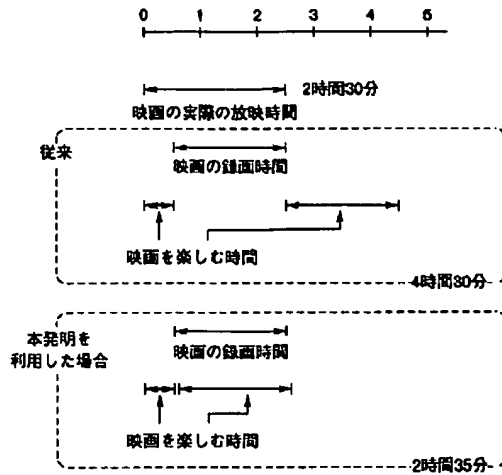 0 1 2 3 4 5
2時間30分
映画の実際の放映時間
従来
映画の録画時間
映画を楽しむ時間
4時間30分
本発明を
利用した場合
映画の録画時間
映画を楽しむ時間
2時間35分